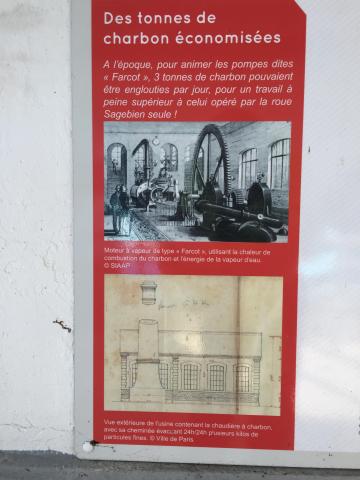 Des tonnes de
charbon économisées
A l'époque, pour animer les pompes dites
« Farcot », 3 tonnes de charbon pouvaient
être englouties par jour, pour un travail à
peine supérieur à celui opéré par la roue
Sagebien seule !
Moteur à vapeur de type « Farcot », utilisant la chaleur de
combustion du charbon et l'énergie de la vapeur d'eau.
© SIAAP
Vue extérieure de l'usine contenant la chaudière à charbon,
avec sa cheminée évacuant 24h/24h plusieurs kilos de
particules fines. © Ville de Paris